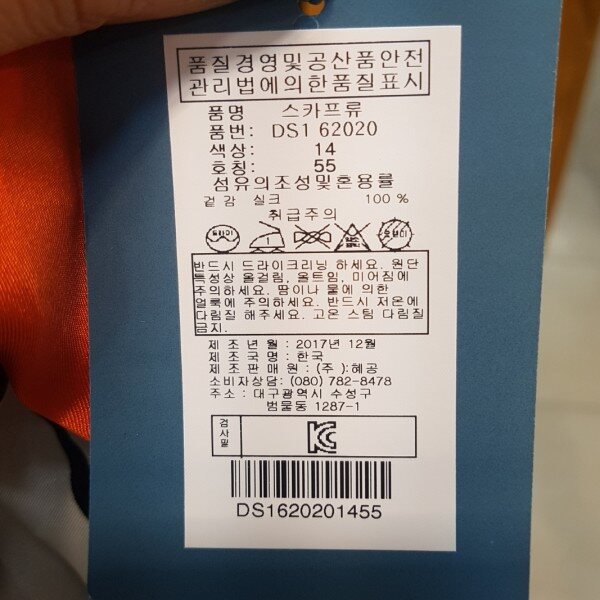 품질경영및공산품안전
관리법에의한품질표시
품명 스카프류
품번: DS1 62020
색상: 14
호칭: 55
섬유의조성및혼용률
겉감 실크 100 %
취급주의
드라이
반드시 드라이크리닝 하세요. 원단
특성상 올걸림, 올트임, 미어짐에
주의하세요. 땀이나 물에 의한
얼룩에 주의하세요. 반드시 저온에
다림질 해주세요. 고온 스팀 다림질
금지.
제 조 년 월 : 2017년 12월
제 조 국 명 : 한국
제 조 판 매 원 : (주 ):혜공
소비자상담: (080) 782-8478
주소 : 대구광역시 수성구
범물동 1287-1
검사필
KC
DS1620201455